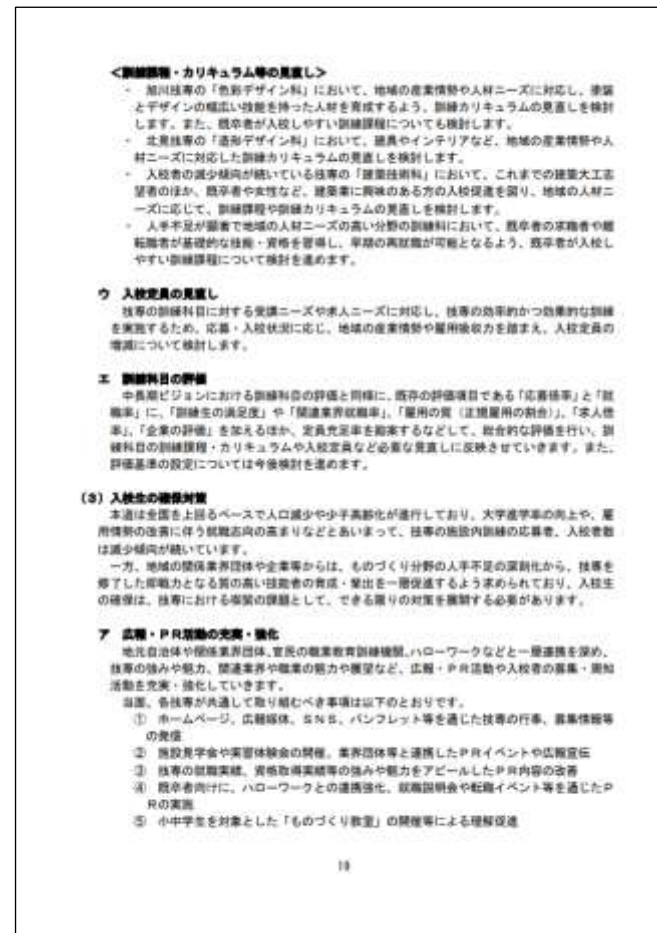 ＜訓練課程・カリキュラム等の見直し＞
・ 旭川技専の「色彩デザイン科」において、地域の産業情勢や人材ニーズに対応し、塗装
とデザインの幅広い技能を持った人材を育成するよう、訓練カリキュラムの見直しを検討
します。また、既卒者が入校しやすい訓練課程についても検討します。
・ 北見技専の「造形デザイン科」において、建具やインテリアなど、地域の産業情勢や人
材ニーズに対応した訓練カリキュラムの見直しを検討します。
・ 入校者の減少傾向が続いている技専の「建築技術科」において、これまでの建築大工志
望者のほか、既卒者や女性など、建築業に興味のある方の入校促進を図り、地域の人材ニ
ーズに応じて、訓練課程や訓練カリキュラムの見直しを検討します。
・ 人手不足が顕著で地域の人材ニーズの高い分野の訓練科において、既卒者の求職者や離
転職者が基礎的な技能・資格を習得し、早期の再就職が可能となるよう、既卒者が入校し
やすい訓練課程について検討を進めます。
ウ 入校定員の見直し
技専の訓練科目に対する受講ニーズや求人ニーズに対応し、技専の効率的かつ効果的な訓練
を実施するため、応募・入校状況に応じ、地域の産業情勢や雇用吸収力を踏まえ、入校定員の
増減について検討します。
エ 訓練科目の評価
中長期ビジョンにおける訓練科目の評価と同様に、既存の評価項目である「応募倍率」と「就
職率」に、「訓練生の満足度」や「関連業界就職率」、「雇用の質（正規雇用の割合）」、「求人倍
率」、「企業の評価」を加えるほか、定員充足率を勘案するなどして、総合的な評価を行い、訓
練科目の訓練課程・カリキュラムや入校定員など必要な見直しに反映させていきます。また、
評価基準の設定については今後検討を進めます。
（３）入校生の確保対策
本道は全国を上回るペースで人口減少や少子高齢化が進行しており、大学進学率の向上や、雇
用情勢の改善に伴う就職志向の高まりなどとあいまって、技専の施設内訓練の応募者、入校者数
は減少傾向が続いています。
一方、地域の関係業界団体や企業等からは、ものづくり分野の人手不足の深刻化から、技専を
修了した即戦力となる質の高い技能者の育成・輩出を一層促進するよう求められており、入校生
の確保は、技専における喫緊の課題として、できる限りの対策を展開する必要があります。
ア 広報・ＰＲ活動の充実・強化
地元自治体や関係業界団体、官民の職業教育訓練機関、ハローワークなどと一層連携を深め、
技専の強みや魅力、関連業界や職業の魅力や展望など、広報・ＰＲ活動や入校者の募集・周知
活動を充実・強化していきます。
当面、各技専が共通して取り組むべき事項は以下のとおりです。
① ホームページ、広報媒体、ＳＮＳ、パンフレット等を通じた技専の行事、募集情報等
の発信
② 施設見学会や実習体験会の開催、業界団体等と連携したＰＲイベントや広報宣伝
③ 技専の就職実績、資格取得実績等の強みや魅力をアピールしたＰＲ内容の改善
④ 既卒者向けに、ハローワークとの連携強化、就職説明会や転職イベント等を通じたＰ
Ｒの実施
⑤ 小中学生を対象とした「ものづくり教室」の開催等による理解促進